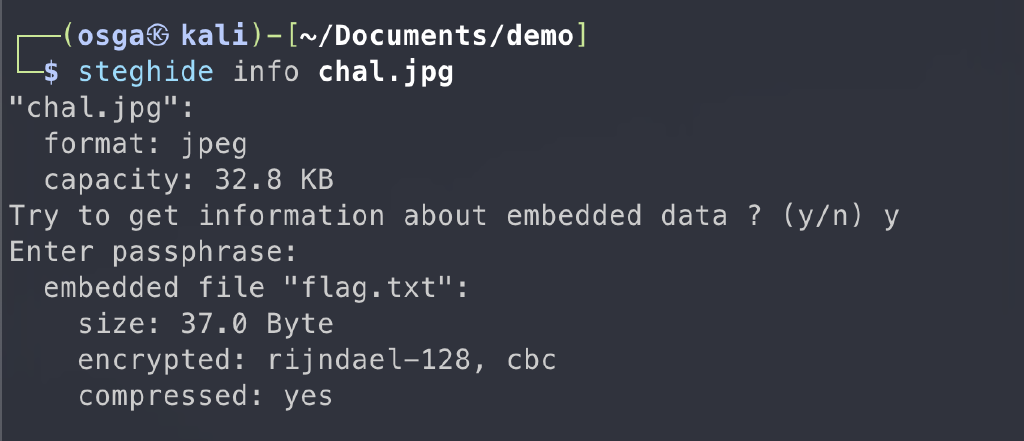 ┌──(osga㉿kali)-[~/Documents/demo]
└─$ steghide info chal.jpg
"chal.jpg":
  format: jpeg
  capacity: 32.8 KB
Try to get information about embedded data ? (y/n) y
Enter passphrase:
  embedded file "flag.txt":
    size: 37.0 Byte
    encrypted: rijndael-128, cbc
    compressed: yes